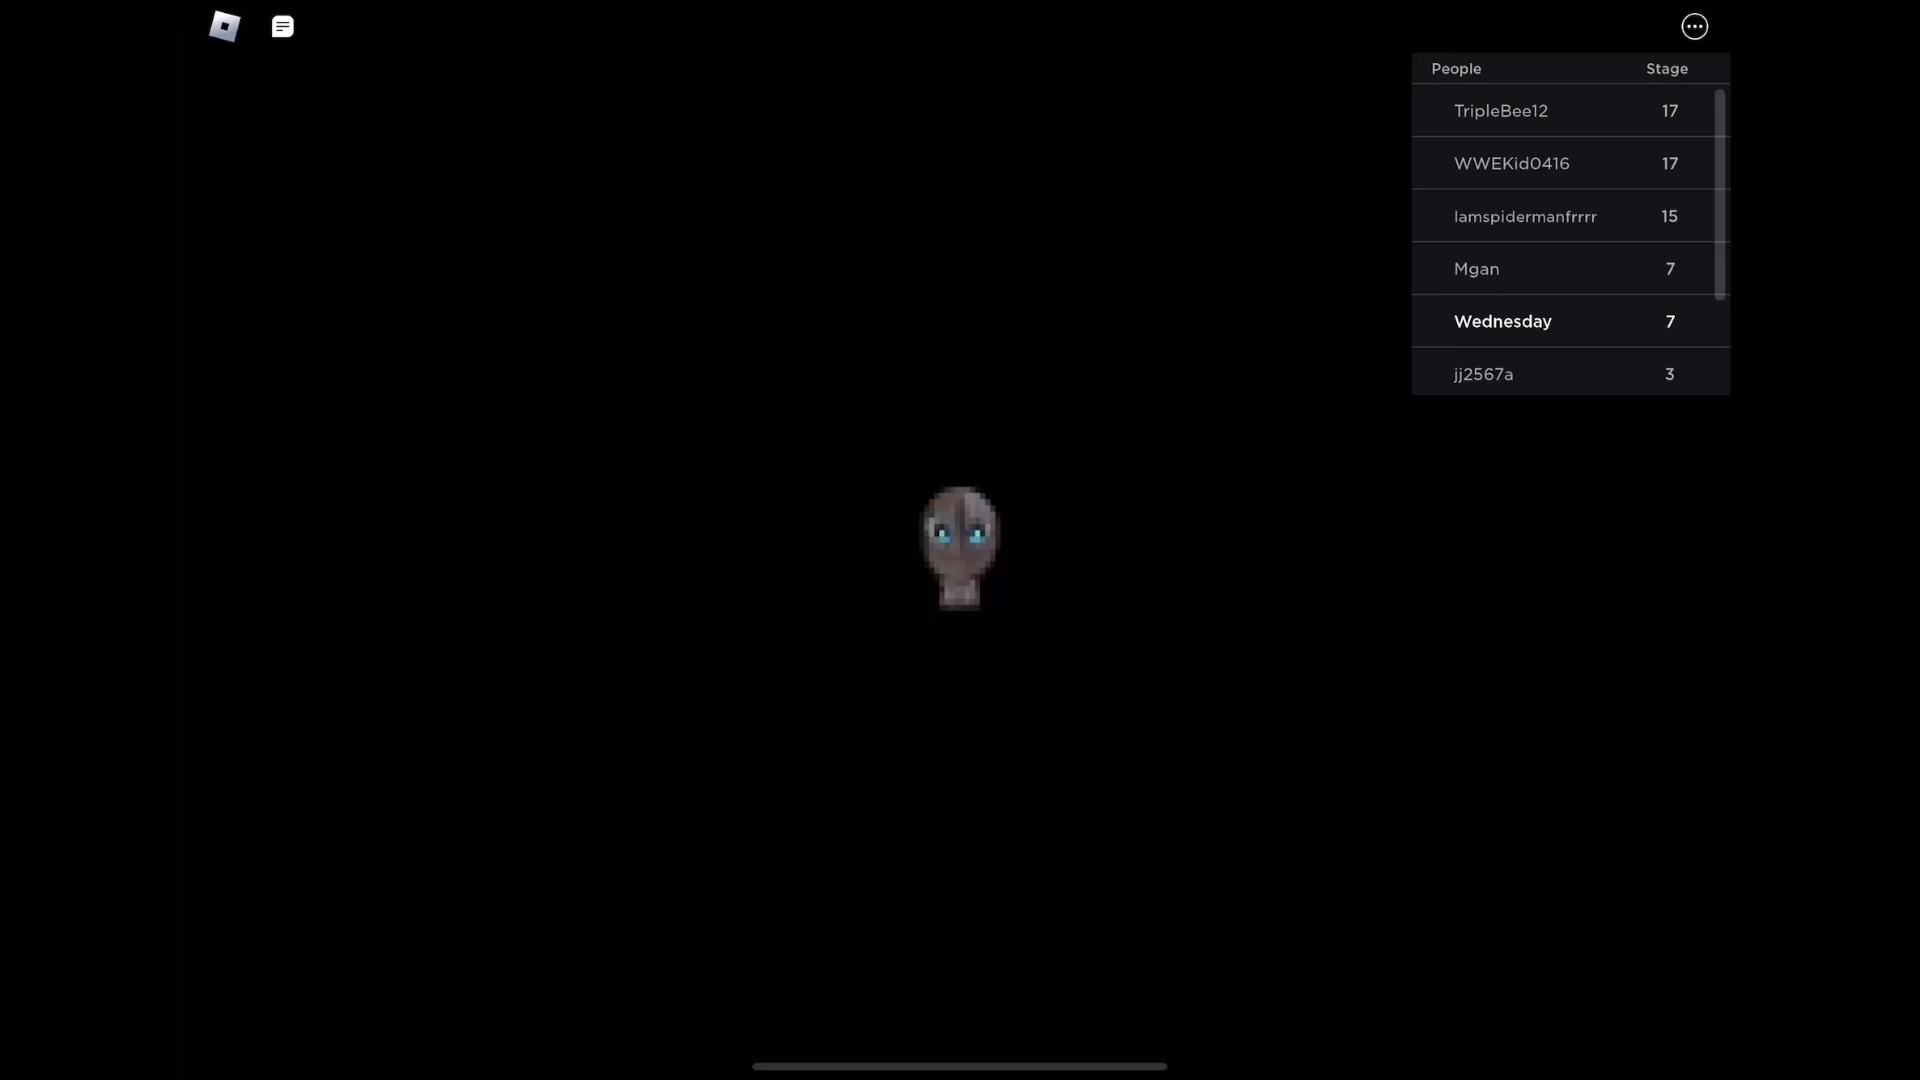 People Stage
TripleBee12 17
WWEKid0416 17
Iamspidermanfrrrr 15
Mgan 7
Wednesday 7
jj2567a 3